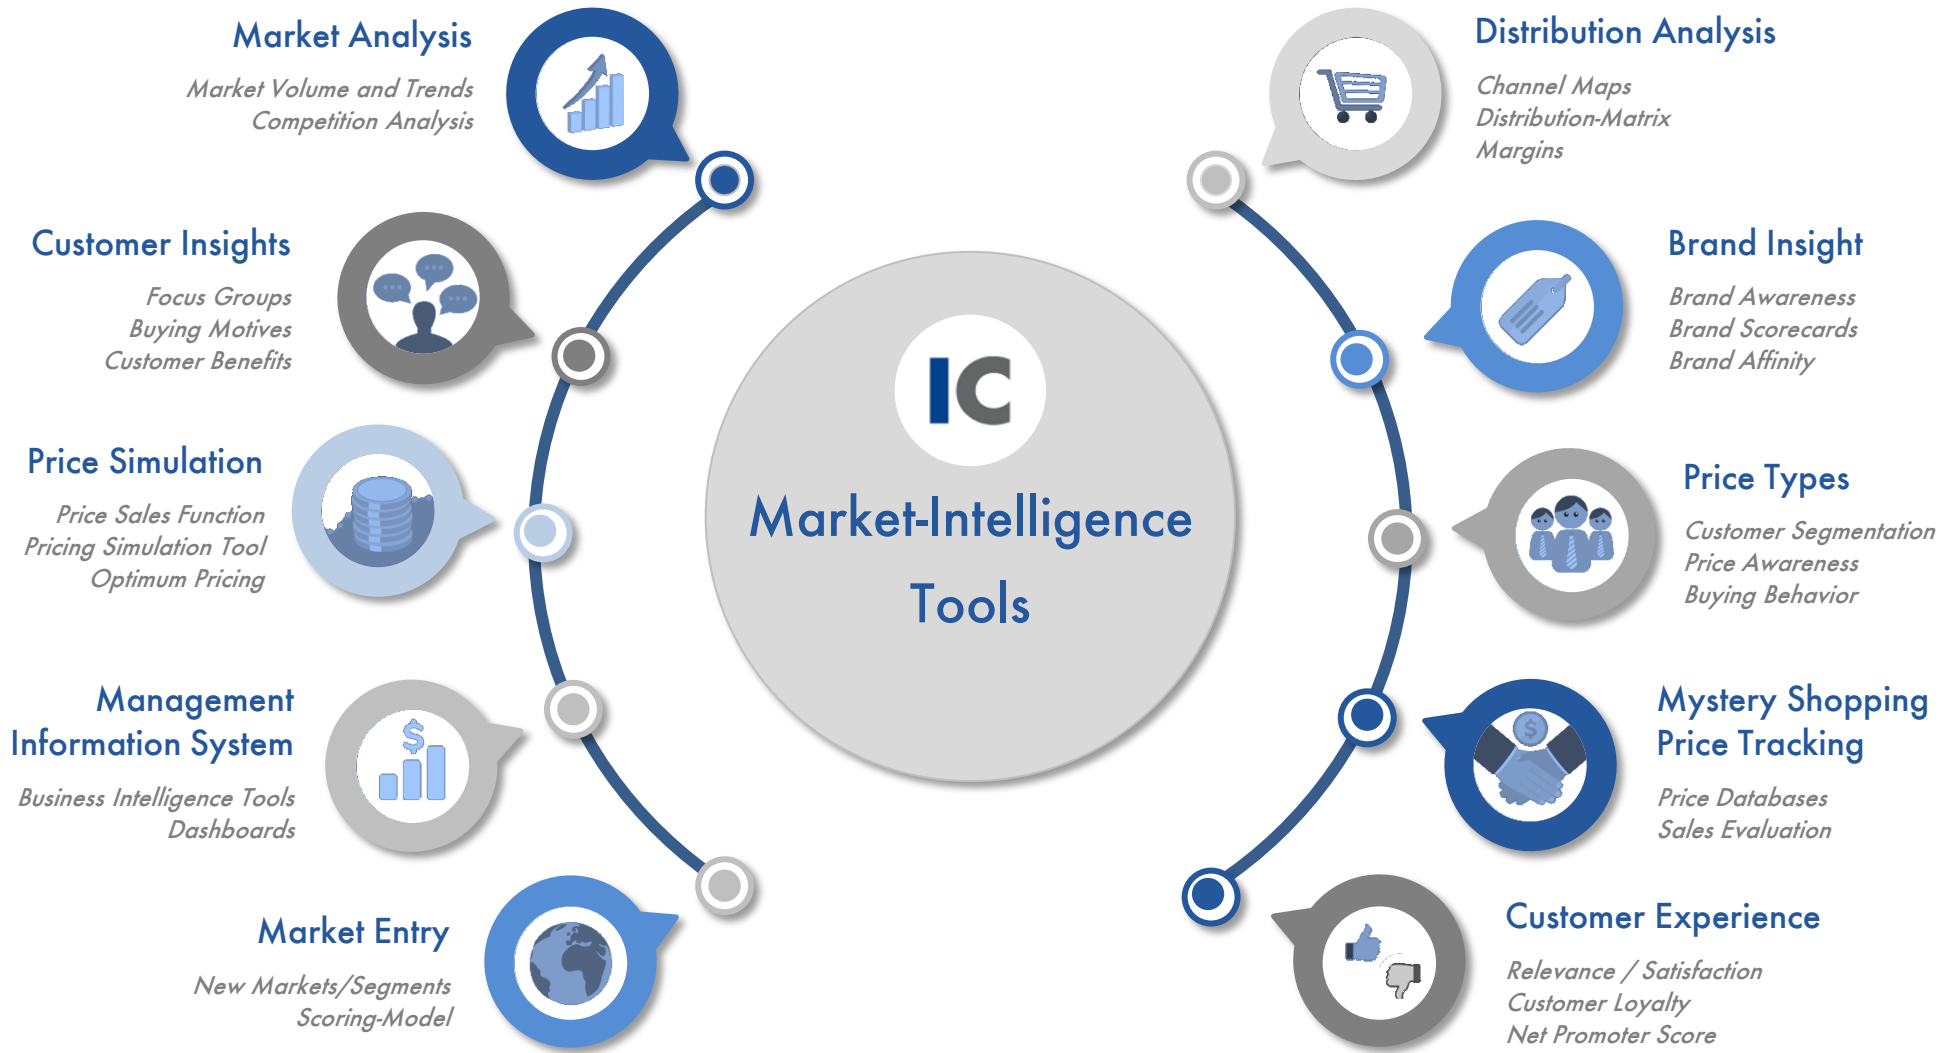 Market Analysis
Market Volume and Trends
Competition Analysis
Customer Insights
Focus Groups
Buying Motives
Customer Benefits
Price Simulation
Price Sales Function
Pricing Simulation Tool
Optimum Pricing
Management
Information System
$
Business Intelligence Tools
Dashboards
Market Entry
New Markets/Segments
Scoring-Model
IC
Market-Intelligence
Tools
Distribution Analysis
Channel Maps
Distribution-Matrix
Margins
Brand Insight
Brand Awareness
Brand Scorecards
Brand Affinity
Price Types
Customer Segmentation
Price Awareness
Buying Behavior
Mystery Shopping
Price Tracking
$
Price Databases
Sales Evaluation
Customer Experience
Relevance / Satisfaction
Customer Loyalty
Net Promoter Score